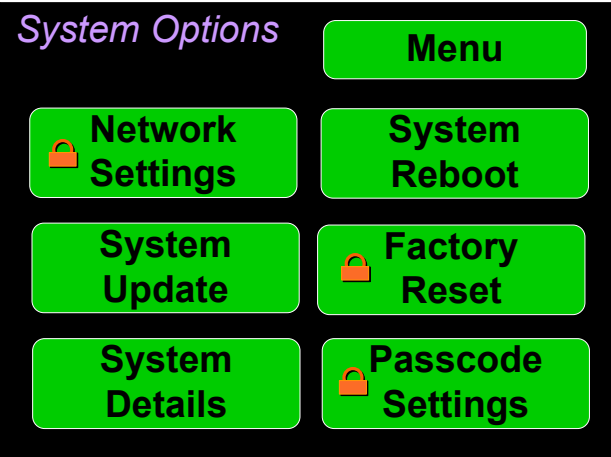 System Options
Menu
Network
Settings
System
Reboot
System
Update
Factory
Reset
System
Details
Passcode
Settings